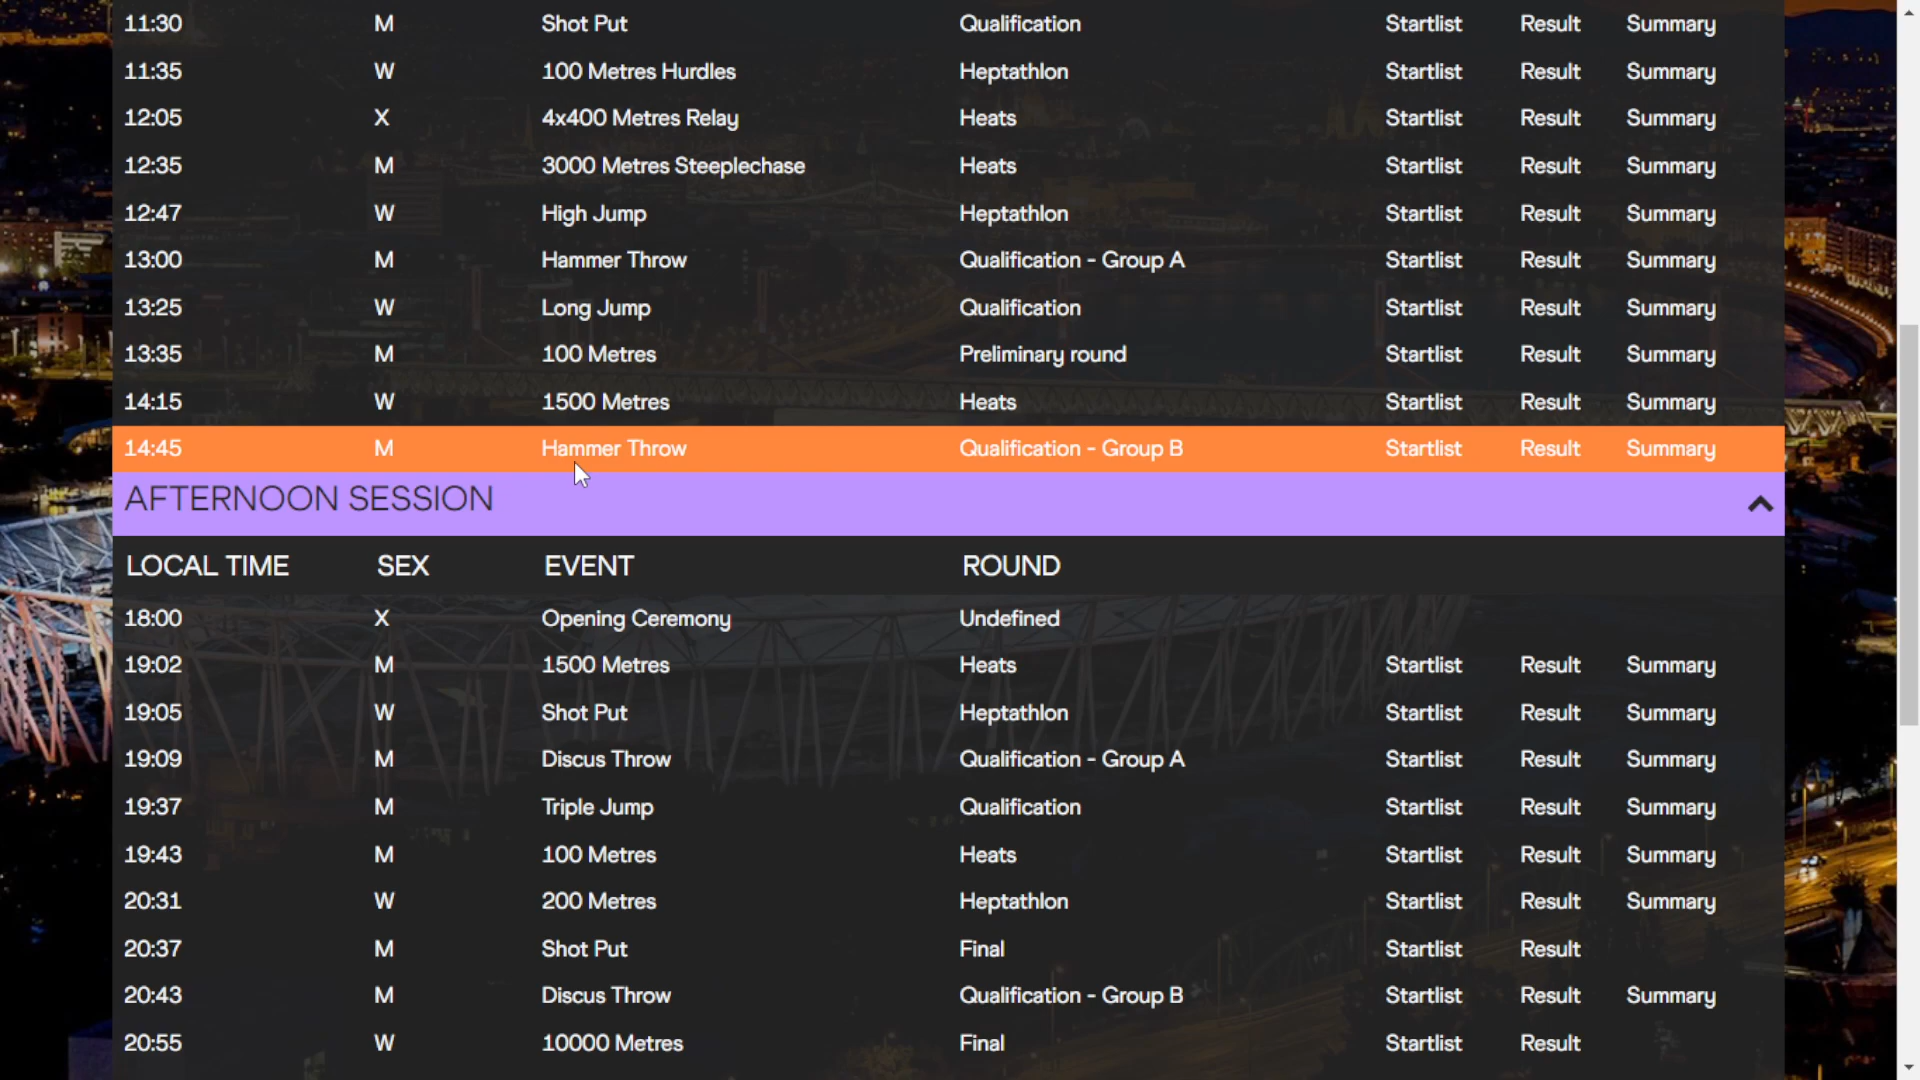 11:30 M Shot Put Qualification Startlist Result Summary
11:35 W 100 Metres Hurdles Heptathlon Startlist Result Summary
12:05 X 4x400 Metres Relay Heats Startlist Result Summary
12:35 M 3000 Metres Steeplechase Heats Startlist Result Summary
12:47 W High Jump Heptathlon Startlist Result Summary
13:00 M Hammer Throw Qualification - Group A Startlist Result Summary
13:25 W Long Jump Qualification Startlist Result Summary
13:35 M 100 Metres Preliminary round Startlist Result Summary
14:15 W 1500 Metres Heats Startlist Result Summary
14:45 M Hammer Throw Qualification - Group B Startlist Result Summary
AFTERNOON SESSION
LOCAL TIME SEX EVENT ROUND
18:00 X Opening Ceremony Undefined
19:02 M 1500 Metres Heats Startlist Result Summary
19:05 W Shot Put Heptathlon Startlist Result Summary
19:09 M Discus Throw Qualification - Group A Startlist Result Summary
19:37 M Triple Jump Qualification Startlist Result Summary
19:43 M 100 Metres Heats Startlist Result Summary
20:31 W 200 Metres Heptathlon Startlist Result Summary
20:37 M Shot Put Final Startlist Result
20:43 M Discus Throw Qualification - Group B Startlist Result Summary
20:55 W 10000 Metres Final Startlist Result